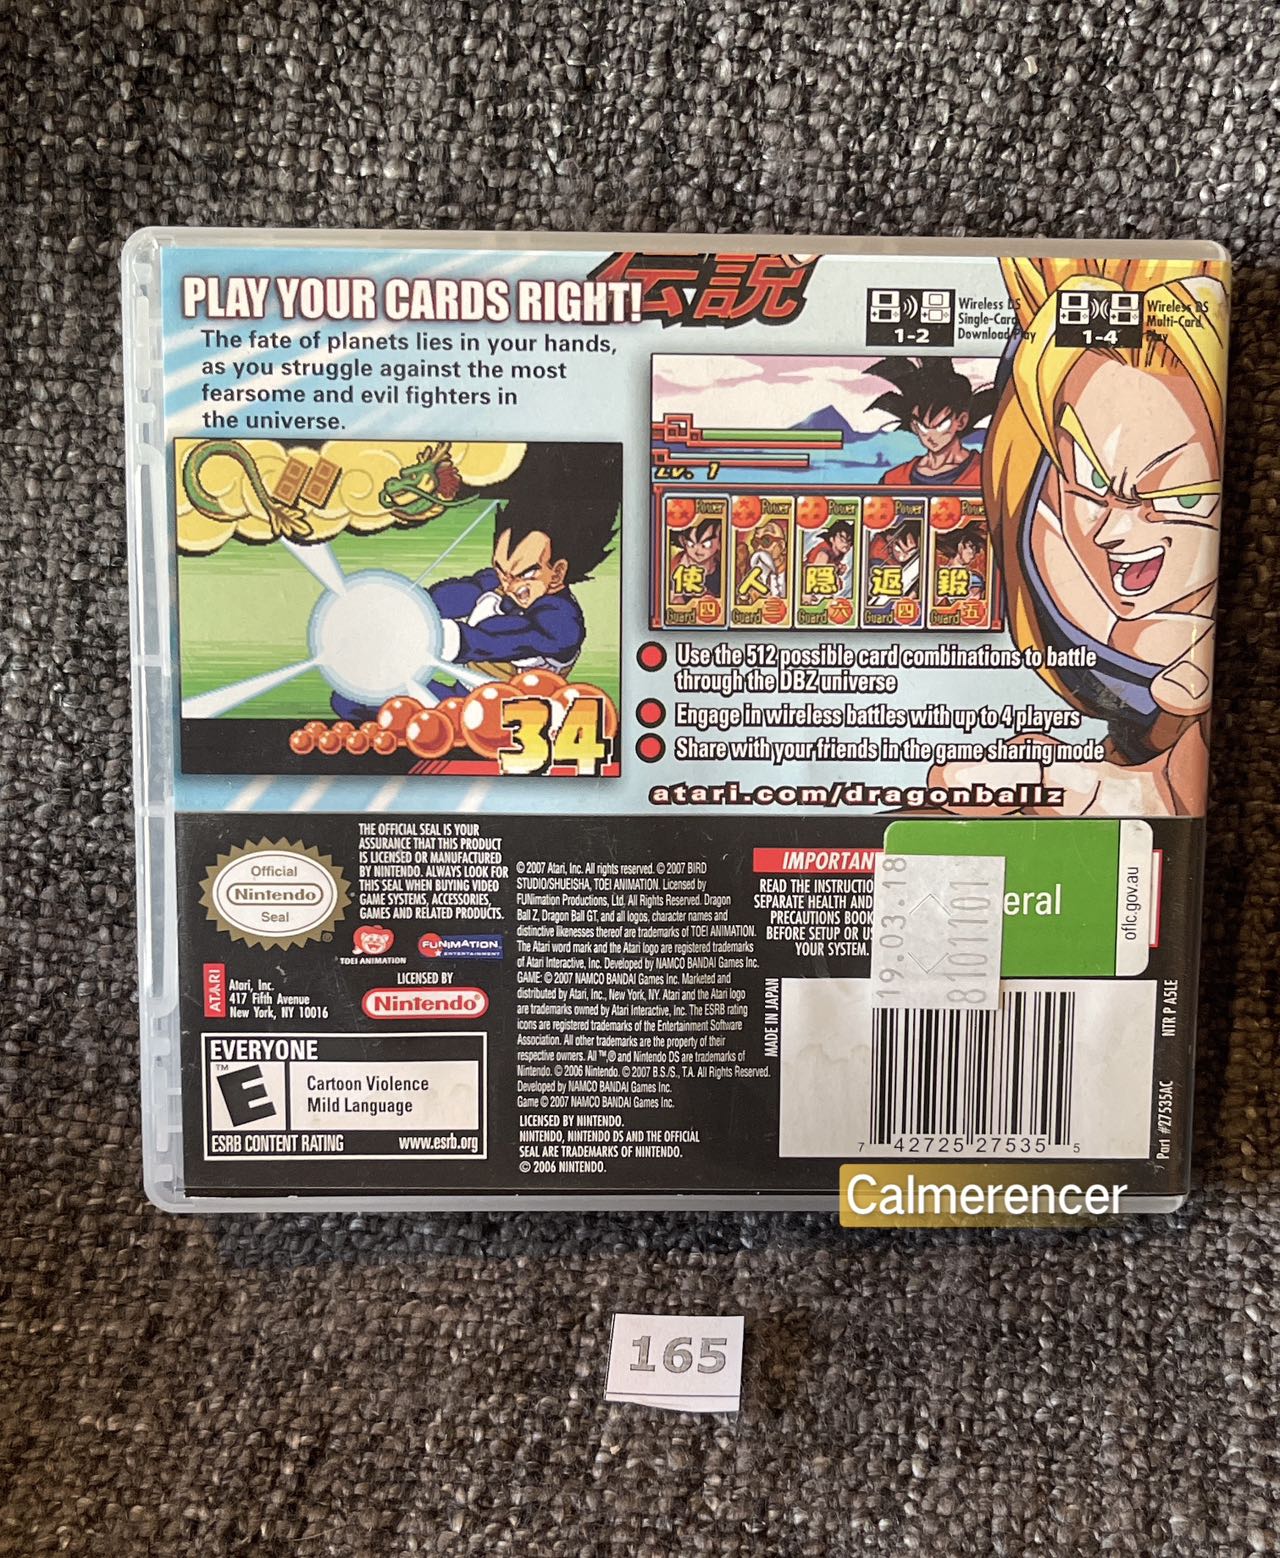 PLAY YOUR CARDS RIGHT!
伝説
The fate of planets lies in your hands,
as you struggle against the most
fearsome and evil fighters in
the universe.
1-2
Wireless DS
Single-Card
Download Play
1-4
Wireless DS
Multi-Card
Play
LV. 1
Power
Power
Power
Power
Power
使
人
隠
返
鍛
Guard 四
Guard 三
Guard 六
Guard 四
Guard 五
34
Use the 512 possible card combinations to battle
through the DBZ universe
Engage in wireless battles with up to 4 players
Share with your friends in the game sharing mode
atari.com/dragonballz
Official
Nintendo
Seal
THE OFFICIAL SEAL IS YOUR
ASSURANCE THAT THIS PRODUCT
IS LICENSED OR MANUFACTURED
BY NINTENDO. ALWAYS LOOK FOR
THIS SEAL WHEN BUYING VIDEO
GAME SYSTEMS, ACCESSORIES,
GAMES AND RELATED PRODUCTS.
TOEI ANIMATION
FUNIMATION
ENTERTAINMENT
ATARI
Atari, Inc.
417 Fifth Avenue
New York, NY 10016
LICENSED BY
Nintendo
EVERYONE
E
Cartoon Violence
Mild Language
ESRB CONTENT RATING www.esrb.org
© 2007 Atari, Inc. All rights reserved. © 2007 BIRD
STUDIO/SHUEISHA, TOEI ANIMATION. Licensed by
FUNimation Productions, Ltd. All Rights Reserved. Dragon
Ball Z, Dragon Ball GT, and all logos, character names and
distinctive likenesses thereof are trademarks of TOEI ANIMATION.
The Atari word mark and the Atari logo are registered trademarks
of Atari Interactive, Inc. Developed by NAMCO BANDAI Games Inc.
GAME: © 2007 NAMCO BANDAI Games Inc. Marketed and
distributed by Atari, Inc., New York, NY. Atari and the Atari logo
are trademarks owned by Atari Interactive, Inc. The ESRB rating
icons are registered trademarks of the Entertainment Software
Association. All other trademarks are the property of their
respective owners. All ™,® and Nintendo DS are trademarks of
Nintendo. © 2006 Nintendo. © 2007 B.S./S., T.A. All Rights Reserved.
Developed by NAMCO BANDAI Games Inc.
Game © 2007 NAMCO BANDAI Games Inc.
LICENSED BY NINTENDO.
NINTENDO, NINTENDO DS AND THE OFFICIAL
SEAL ARE TRADEMARKS OF NINTENDO.
© 2006 NINTENDO.
IMPORTAN
READ THE INSTRUCTIO
SEPARATE HEALTH AND
PRECAUTIONS BOOK
BEFORE SETUP OR US
YOUR SYSTEM.
eral
oflc.gov.au
19.03.18
MADE IN JAPAN
7 42725 27535 5
NTR P A5LE
Part #27535AC
Calmerencer
165